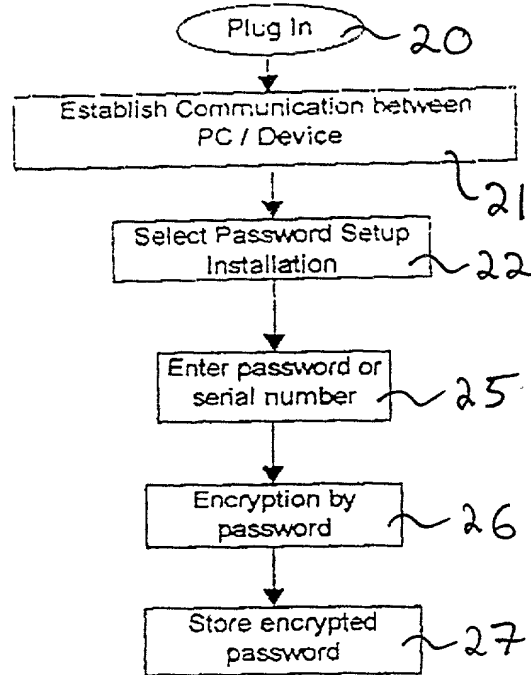 Plug In
20
Establish Communication between
PC / Device
21
Select Password Setup
Installation
22
Enter password or
serial number
25
Encryption by
password
26
Store encrypted
password
27